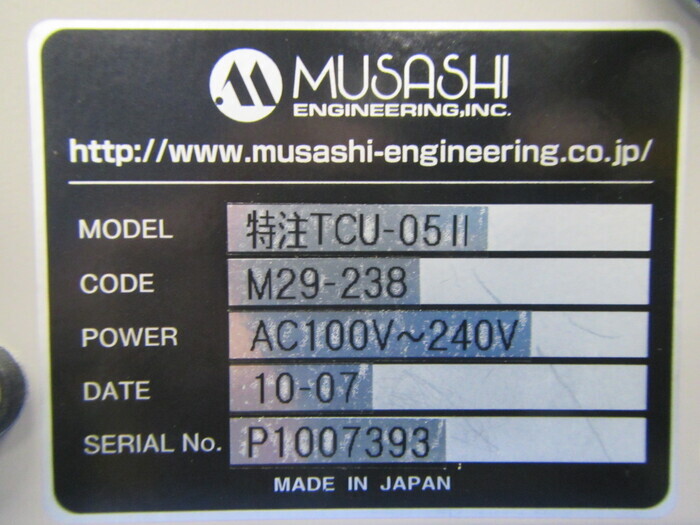 MUSASHI
ENGINEERING,INC.
http://www.musashi-engineering.co.jp/
MODEL 特注TCU-05II
CODE M29-238
POWER AC100V~240V
DATE 10-07
SERIAL No. P1007393
MADE IN JAPAN